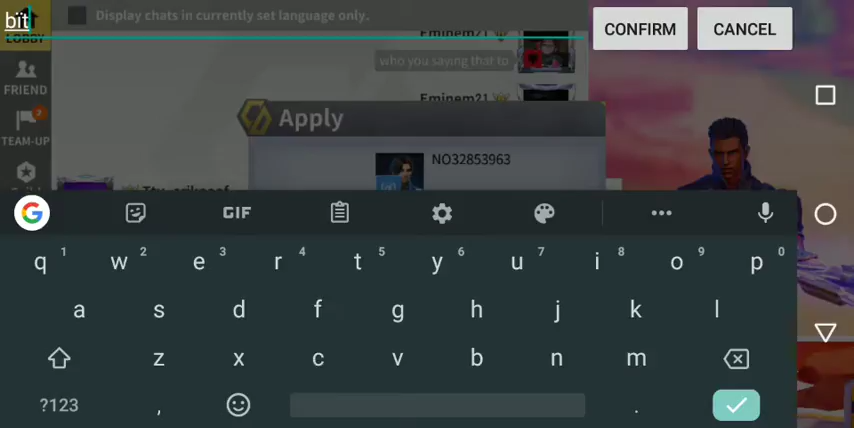 bit
Display chats in currently set language only.
CONFIRM
CANCEL
LOBBY
Eminem21
who you saying that to
FRIEND
Eminem21
7
TEAM-UP
Apply
NO32853963
G
GIF
q 1 w 2 e 3 r 4 t 5 y 6 u 7 i 8 o 9 p 0
a s d f g h j k l
z x c v b n m
?123 , .